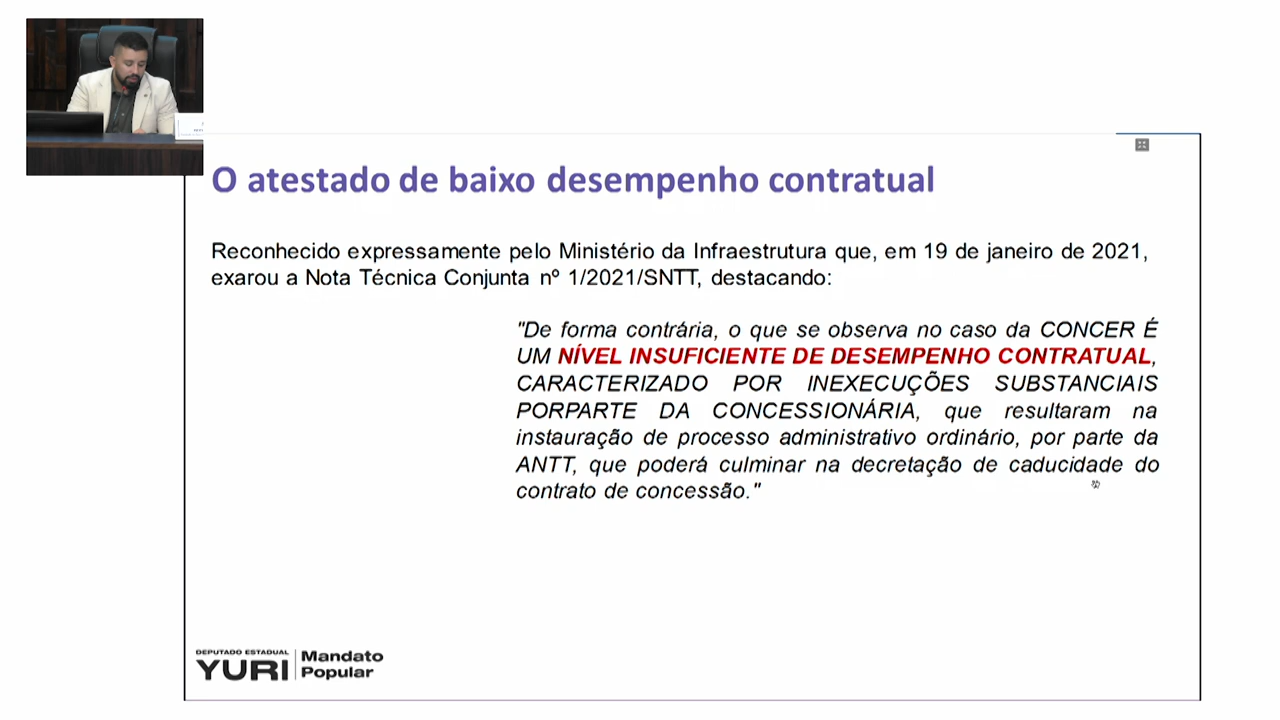 O atestado de baixo desempenho contratual
Reconhecido expressamente pelo Ministério da Infraestrutura que, em 19 de janeiro de 2021,
exarou a Nota Técnica Conjunta nº 1/2021/SNTT, destacando:
"De forma contrária, o que se observa no caso da CONCER É
UM NÍVEL INSUFICIENTE DE DESEMPENHO CONTRATUAL,
CARACTERIZADO POR INEXECUÇÕES SUBSTANCIAIS
PORPARTE DA CONCESSIONÁRIA, que resultaram na
instauração de processo administrativo ordinário, por parte da
ANTT, que poderá culminar na decretação de caducidade do
contrato de concessão."
DEPUTADO ESTADUAL
YURI
Mandato
Popular